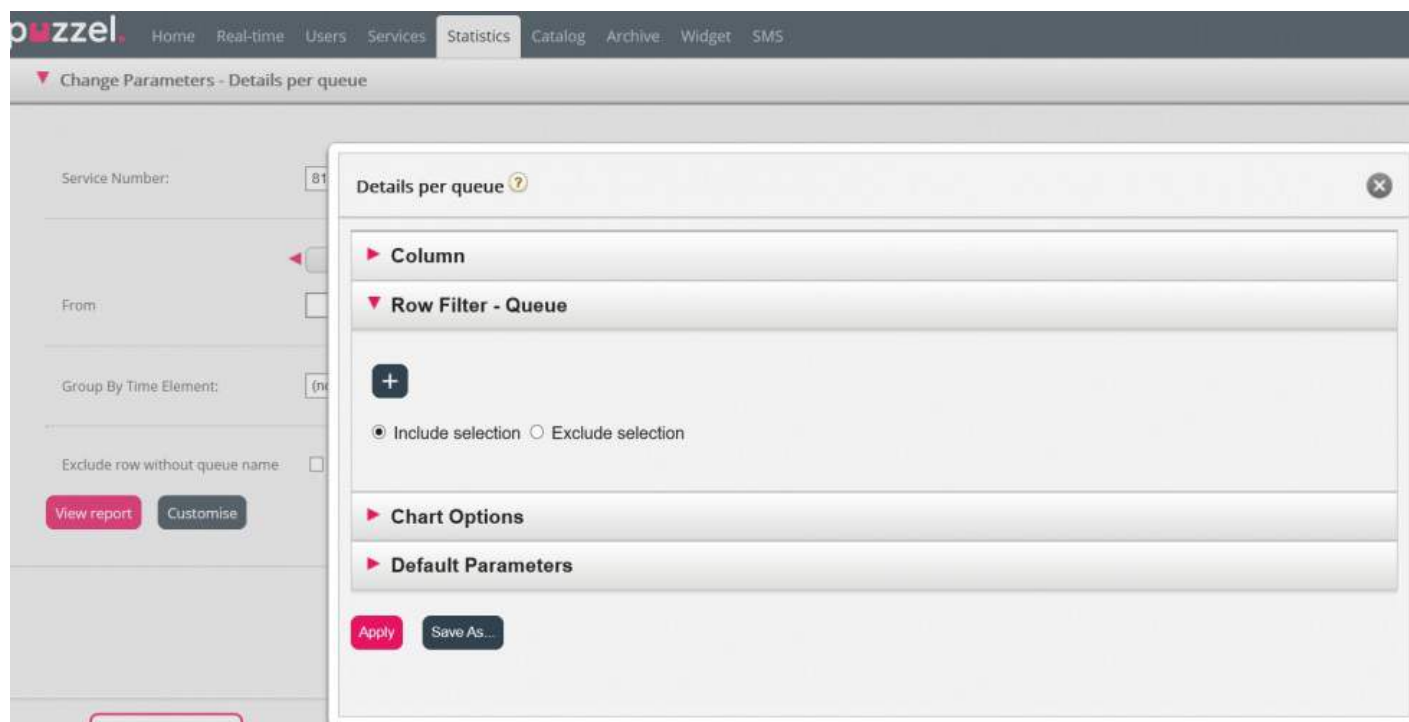 puzzel.
Home Real-time Users Services Statistics Catalog Archive Widget SMS
Change Parameters - Details per queue
Service Number:
81
Details per queue ?
Column
From
Row Filter - Queue
+
Group By Time Element:
(no
Include selection Exclude selection
Exclude row without queue name
View report Customise
Chart Options
Default Parameters
Apply Save As...